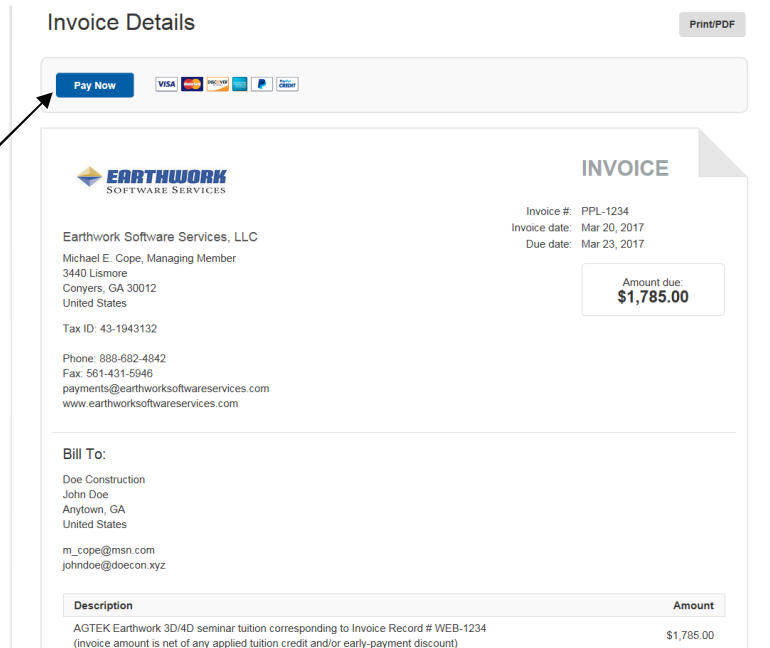 Invoice Details
Print/PDF
Pay Now
VISA MasterCard DISCOVER PayPal CREDIT
EARTHWORK
SOFTWARE SERVICES
INVOICE
Invoice #: PPL-1234
Invoice date: Mar 20, 2017
Due date: Mar 23, 2017
Amount due:
$1,785.00
Earthwork Software Services, LLC
Michael E. Cope, Managing Member
3440 Lismore
Conyers, GA 30012
United States
Tax ID: 43-1943132
Phone: 888-682-4842
Fax: 561-431-5946
payments@earthworksoftwareservices.com
www.earthworksoftwareservices.com
Bill To:
Doe Construction
John Doe
Anytown, GA
United States
m_cope@msn.com
johndoe@doecon.xyz
Description Amount
AGTEK Earthwork 3D/4D seminar tuition corresponding to Invoice Record # WEB-1234
(invoice amount is net of any applied tuition credit and/or early-payment discount) $1,785.00